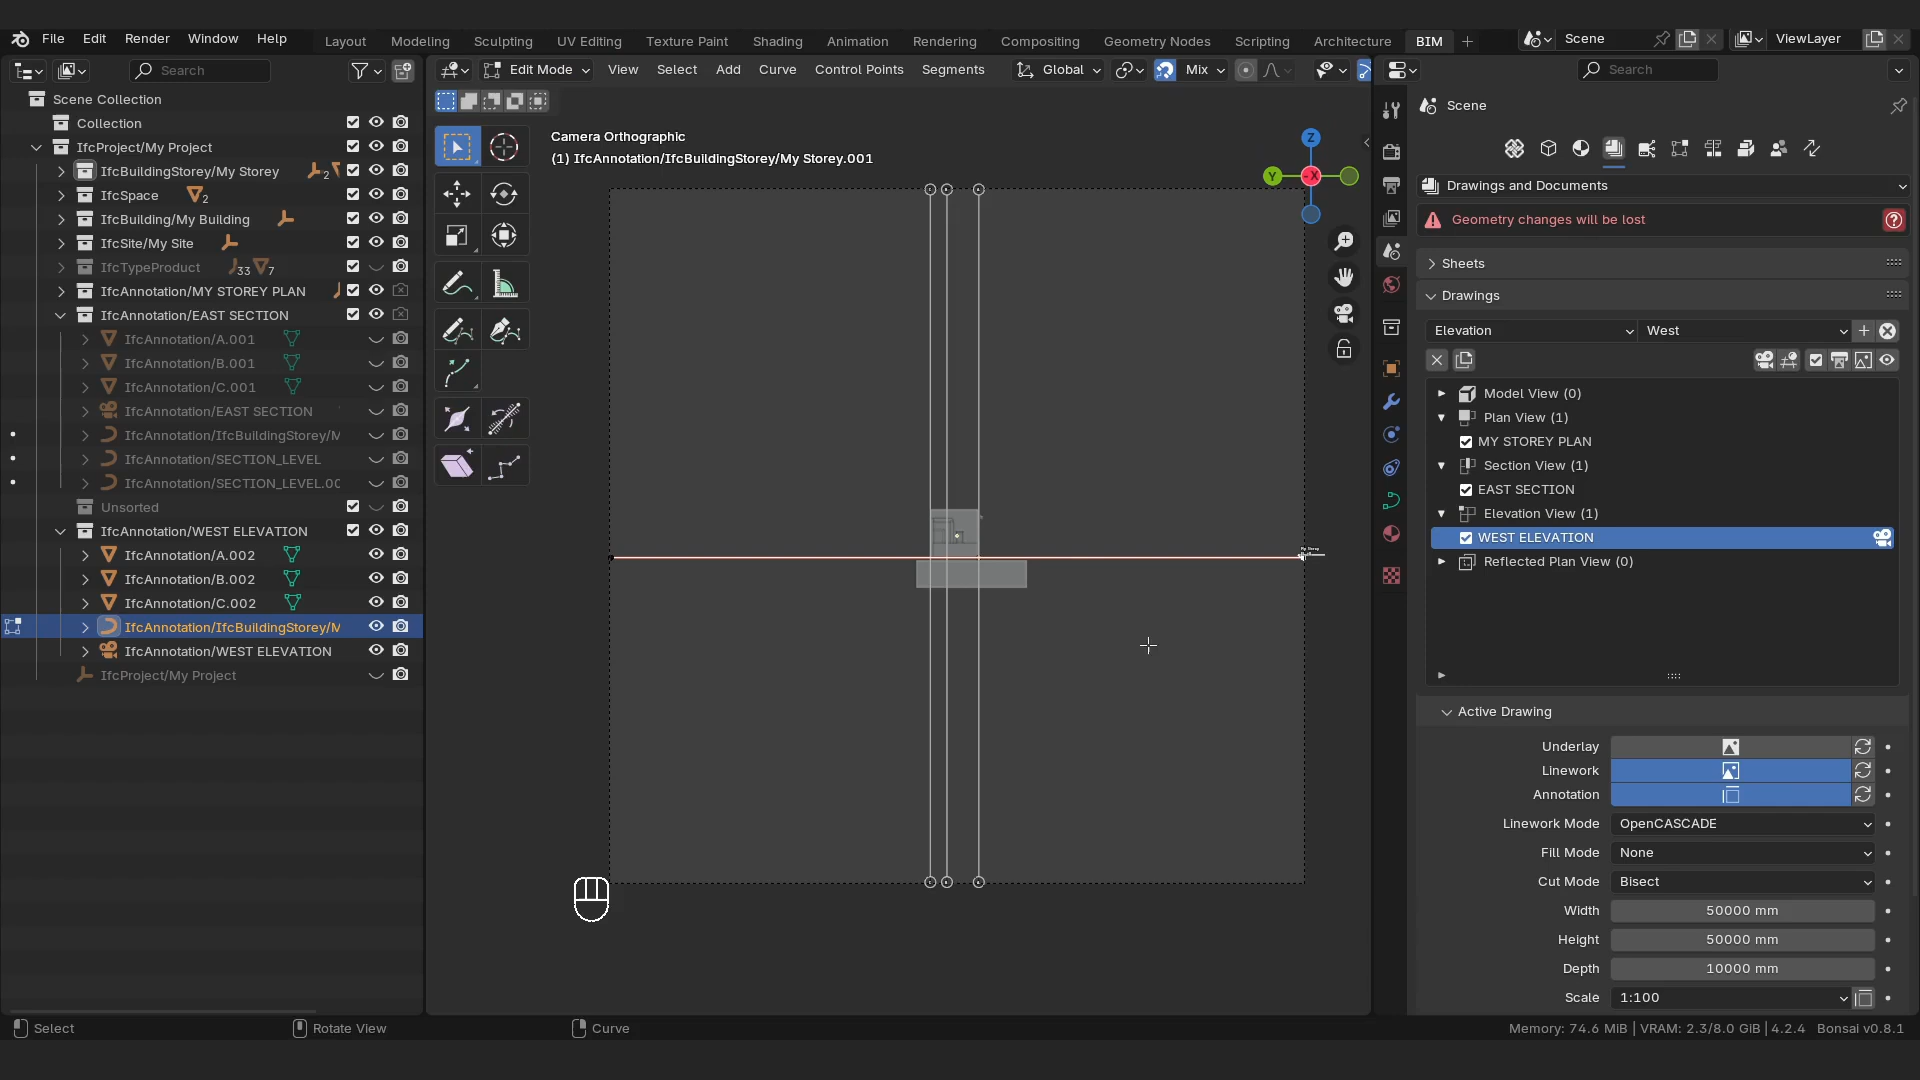 File Edit Render Window Help Layout Modeling Sculpting UV Editing Texture Paint Shading Animation Rendering Compositing Geometry Nodes Scripting Architecture BIM + Scene ViewLayer
Search Edit Mode View Select Add Curve Control Points Segments Global Mix Search
Scene Collection
Collection
IfcProject/My Project
IfcBuildingStorey/My Storey 2
IfcSpace 2
IfcBuilding/My Building
IfcSite/My Site
IfcTypeProduct 33 7
IfcAnnotation/MY STOREY PLAN
IfcAnnotation/EAST SECTION
IfcAnnotation/A.001
IfcAnnotation/B.001
IfcAnnotation/C.001
IfcAnnotation/EAST SECTION
IfcAnnotation/IfcBuildingStorey/M
IfcAnnotation/SECTION_LEVEL
IfcAnnotation/SECTION_LEVEL.00
Unsorted
IfcAnnotation/WEST ELEVATION
IfcAnnotation/A.002
IfcAnnotation/B.002
IfcAnnotation/C.002
IfcAnnotation/IfcBuildingStorey/M
IfcAnnotation/WEST ELEVATION
IfcProject/My Project
Camera Orthographic
(1) IfcAnnotation/IfcBuildingStorey/My Storey.001
Z
Y -X
Scene
Drawings and Documents
Geometry changes will be lost
Sheets
Drawings
Elevation West
Model View (0)
Plan View (1)
MY STOREY PLAN
Section View (1)
EAST SECTION
Elevation View (1)
WEST ELEVATION
Reflected Plan View (0)
Active Drawing
Underlay
Linework
Annotation
Linework Mode OpenCASCADE
Fill Mode None
Cut Mode Bisect
Width 50000 mm
Height 50000 mm
Depth 10000 mm
Scale 1:100
Select Rotate View Curve Memory: 74.6 MiB | VRAM: 2.3/8.0 GiB | 4.2.4 Bonsai v0.8.1